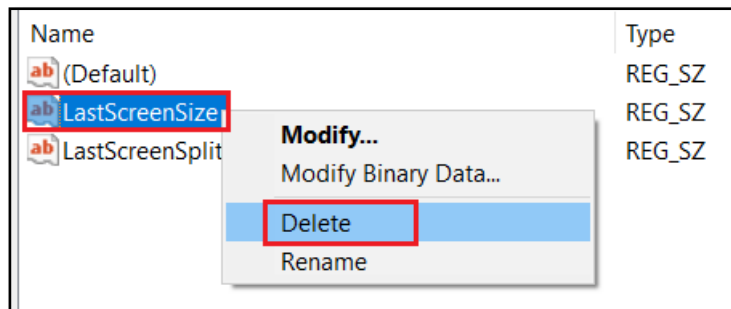 Name Type
(Default) REG_SZ
LastScreenSize REG_SZ
LastScreenSplit REG_SZ
Modify...
Modify Binary Data...
Delete
Rename